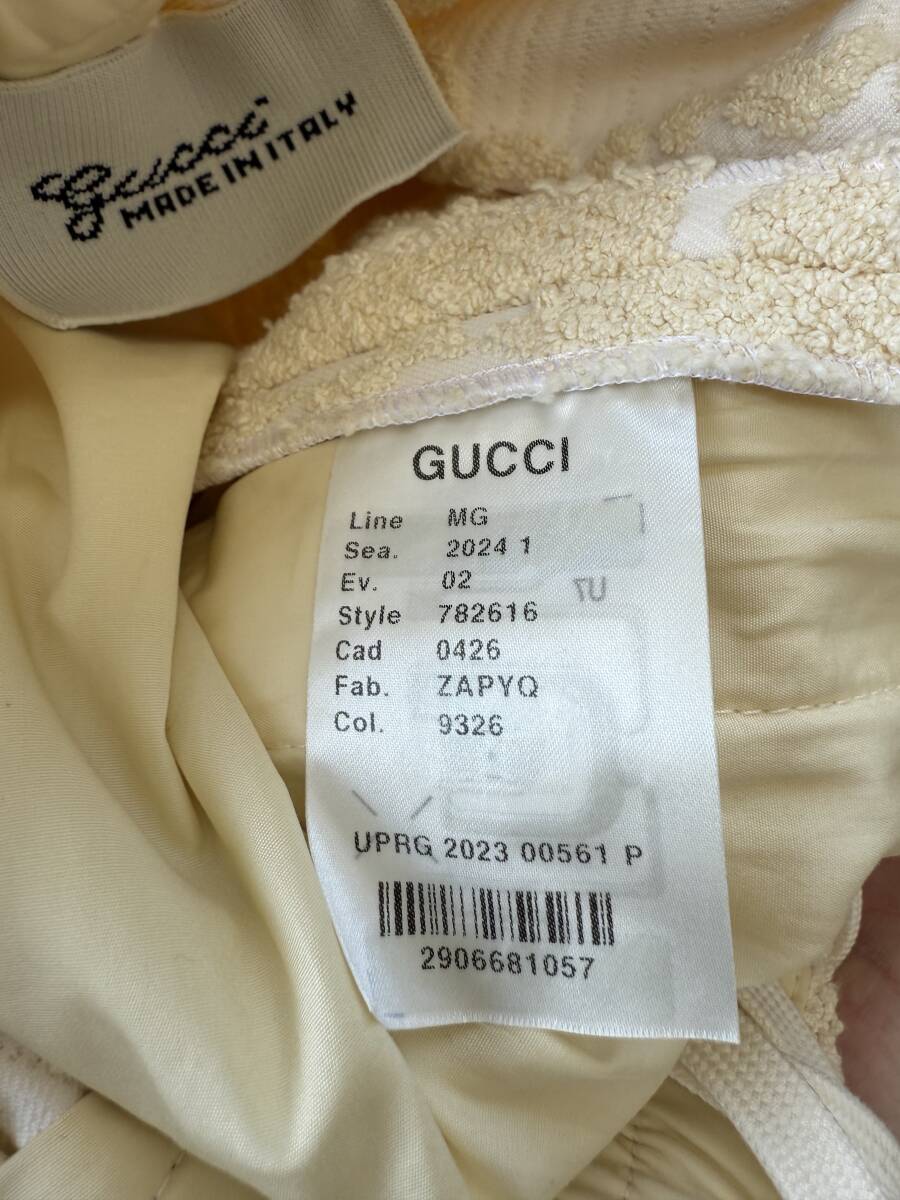 Gucci
MADE IN ITALY
GUCCI
Line MG
Sea. 2024 1
Ev. 02
Style 782616
Cad 0426
Fab. ZAPYQ
Col. 9326
UPRG 2023 00561 P
2906681057